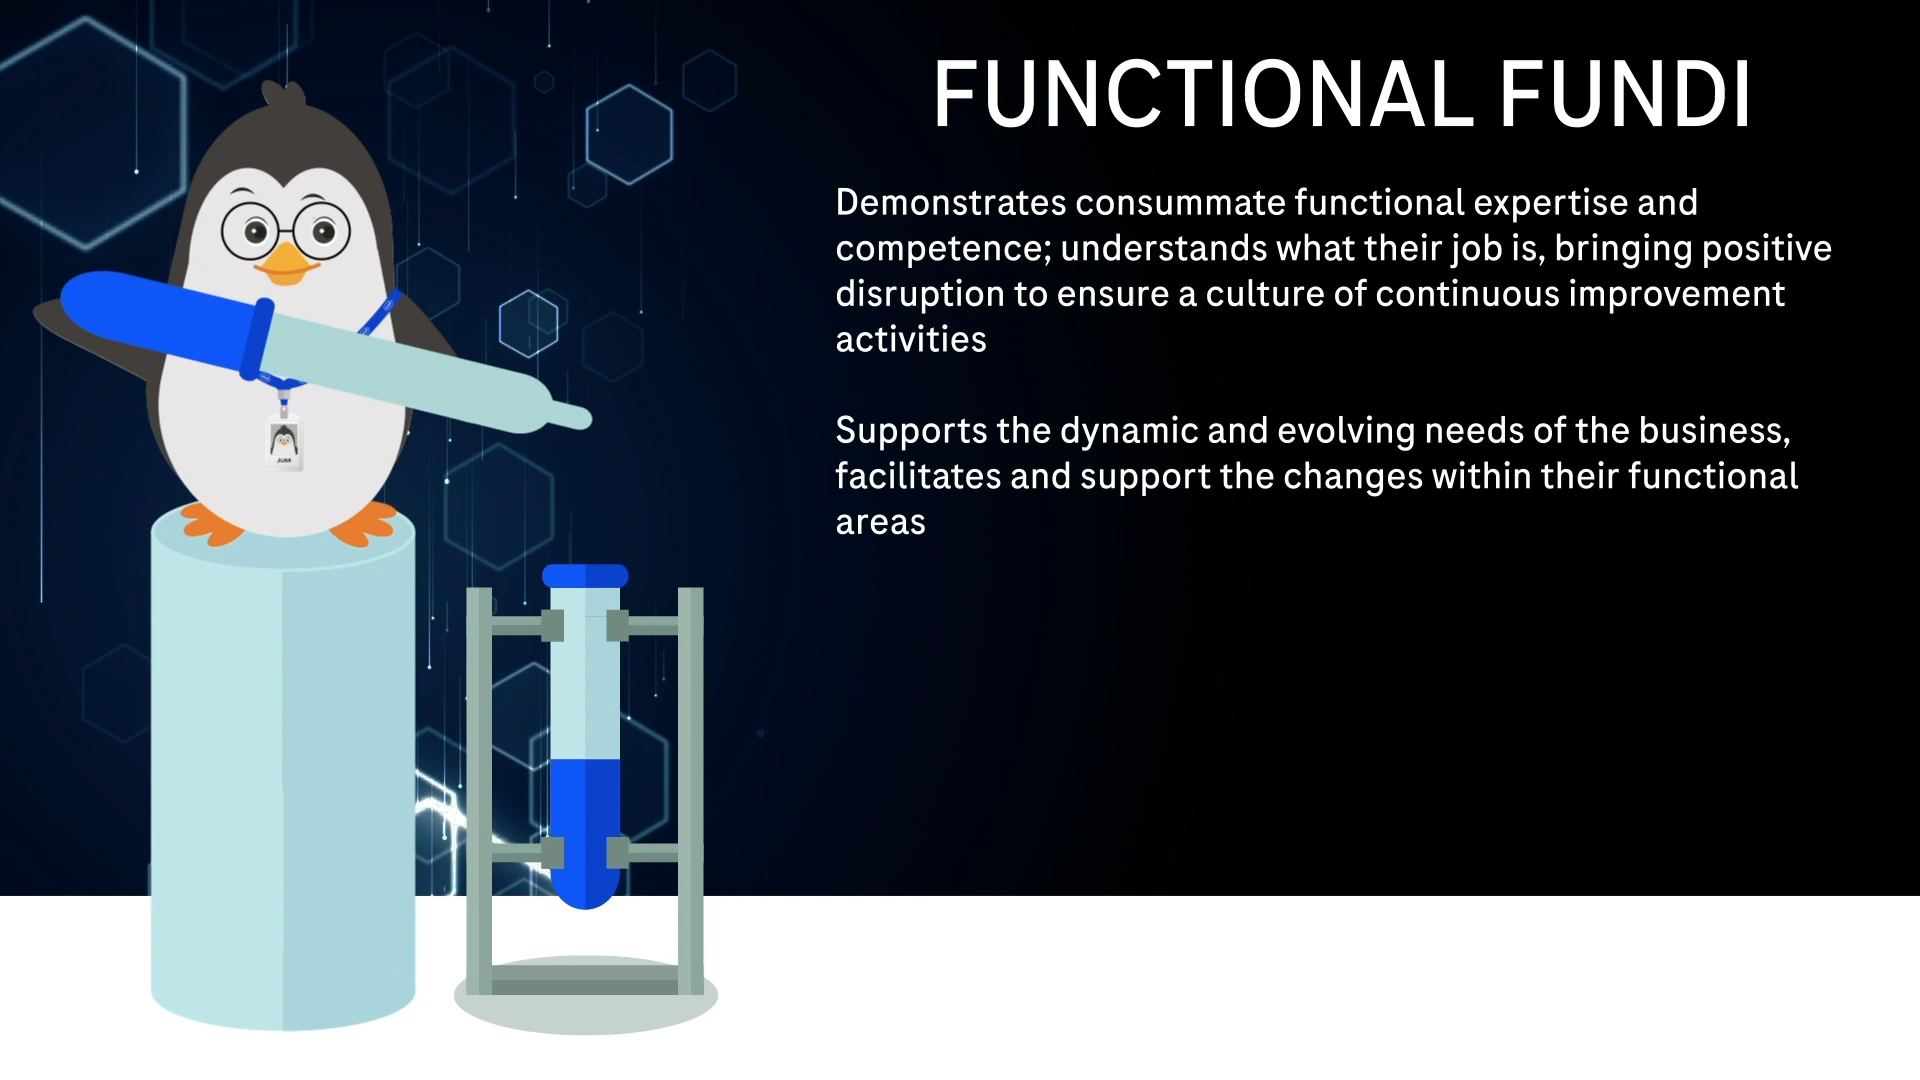 FUNCTIONAL FUNDI
Demonstrates consummate functional expertise and
competence; understands what their job is, bringing positive
disruption to ensure a culture of continuous improvement
activities
Supports the dynamic and evolving needs of the business,
facilitates and support the changes within their functional
areas